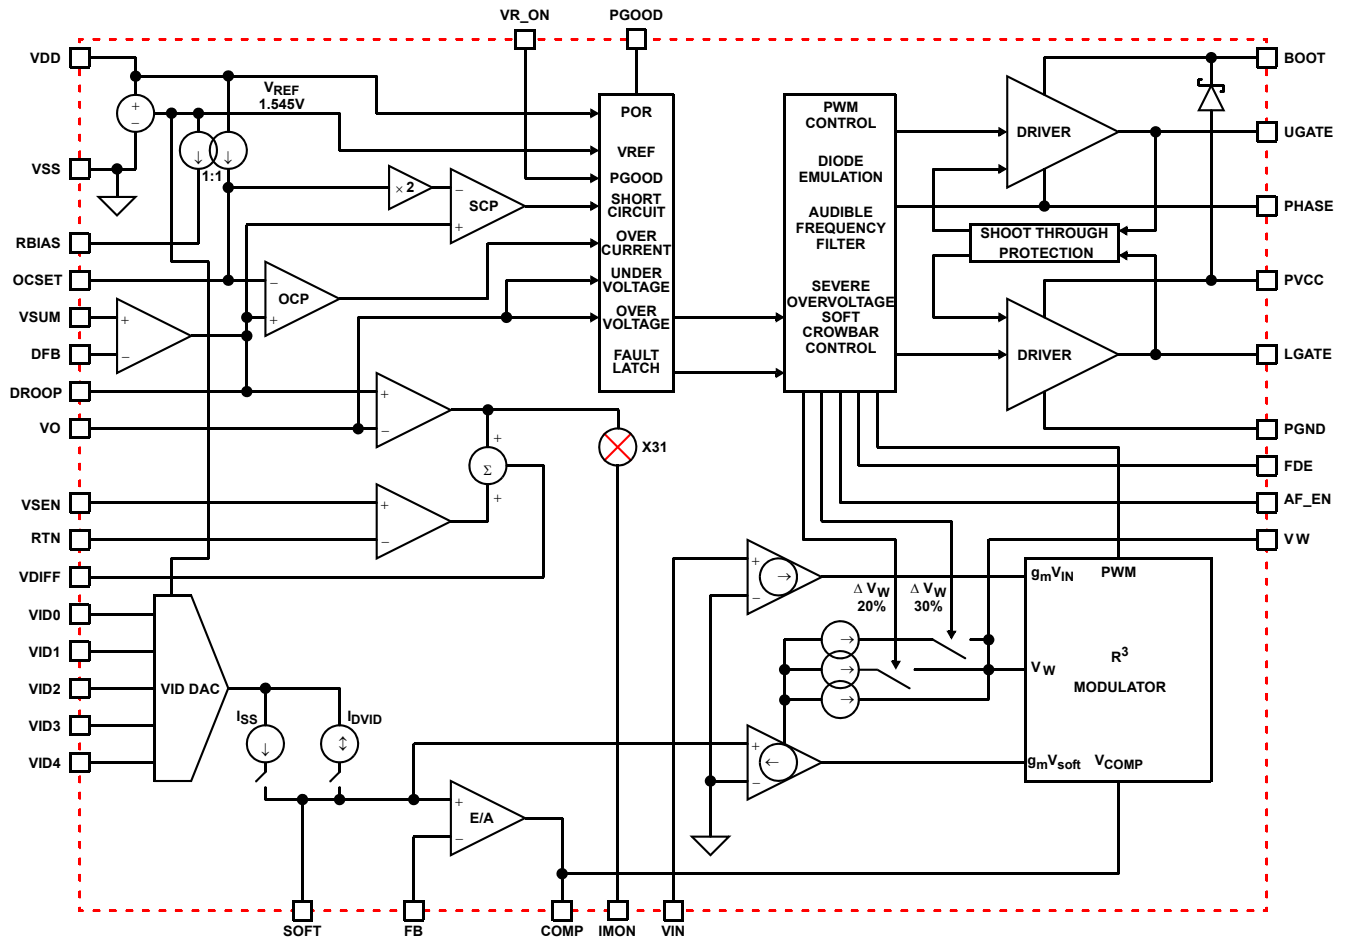 VR_ON
PGOOD
VDD
VSS
RBIAS
OCSET
VSUM
DFB
DROOP
VO
VSEN
RTN
VDIFF
VID0
VID1
VID2
VID3
VID4
+
−
VREF
1.545V
↓
↓
1:1
× 2
−
SCP
+
−
OCP
+
+
−
+
−
+
Σ
+
+
−
X31
POR
VREF
PGOOD
SHORT
CIRCUIT
OVER
CURRENT
UNDER
VOLTAGE
OVER
VOLTAGE
FAULT
LATCH
PWM
CONTROL
DIODE
EMULATION
AUDIBLE
FREQUENCY
FILTER
SEVERE
OVERVOLTAGE
SOFT
CROWBAR
CONTROL
DRIVER
SHOOT THROUGH
PROTECTION
DRIVER
BOOT
UGATE
PHASE
PVCC
LGATE
PGND
FDE
AF_EN
VW
VID DAC
ISS
↓
IDVID
↕
+
E/A
−
+
→
−
Δ VW
20%
Δ VW
30%
→
→
→
+
←
−
gmVIN
PWM
VW
R3
MODULATOR
gmVsoft
VCOMP
SOFT
FB
COMP
IMON
VIN